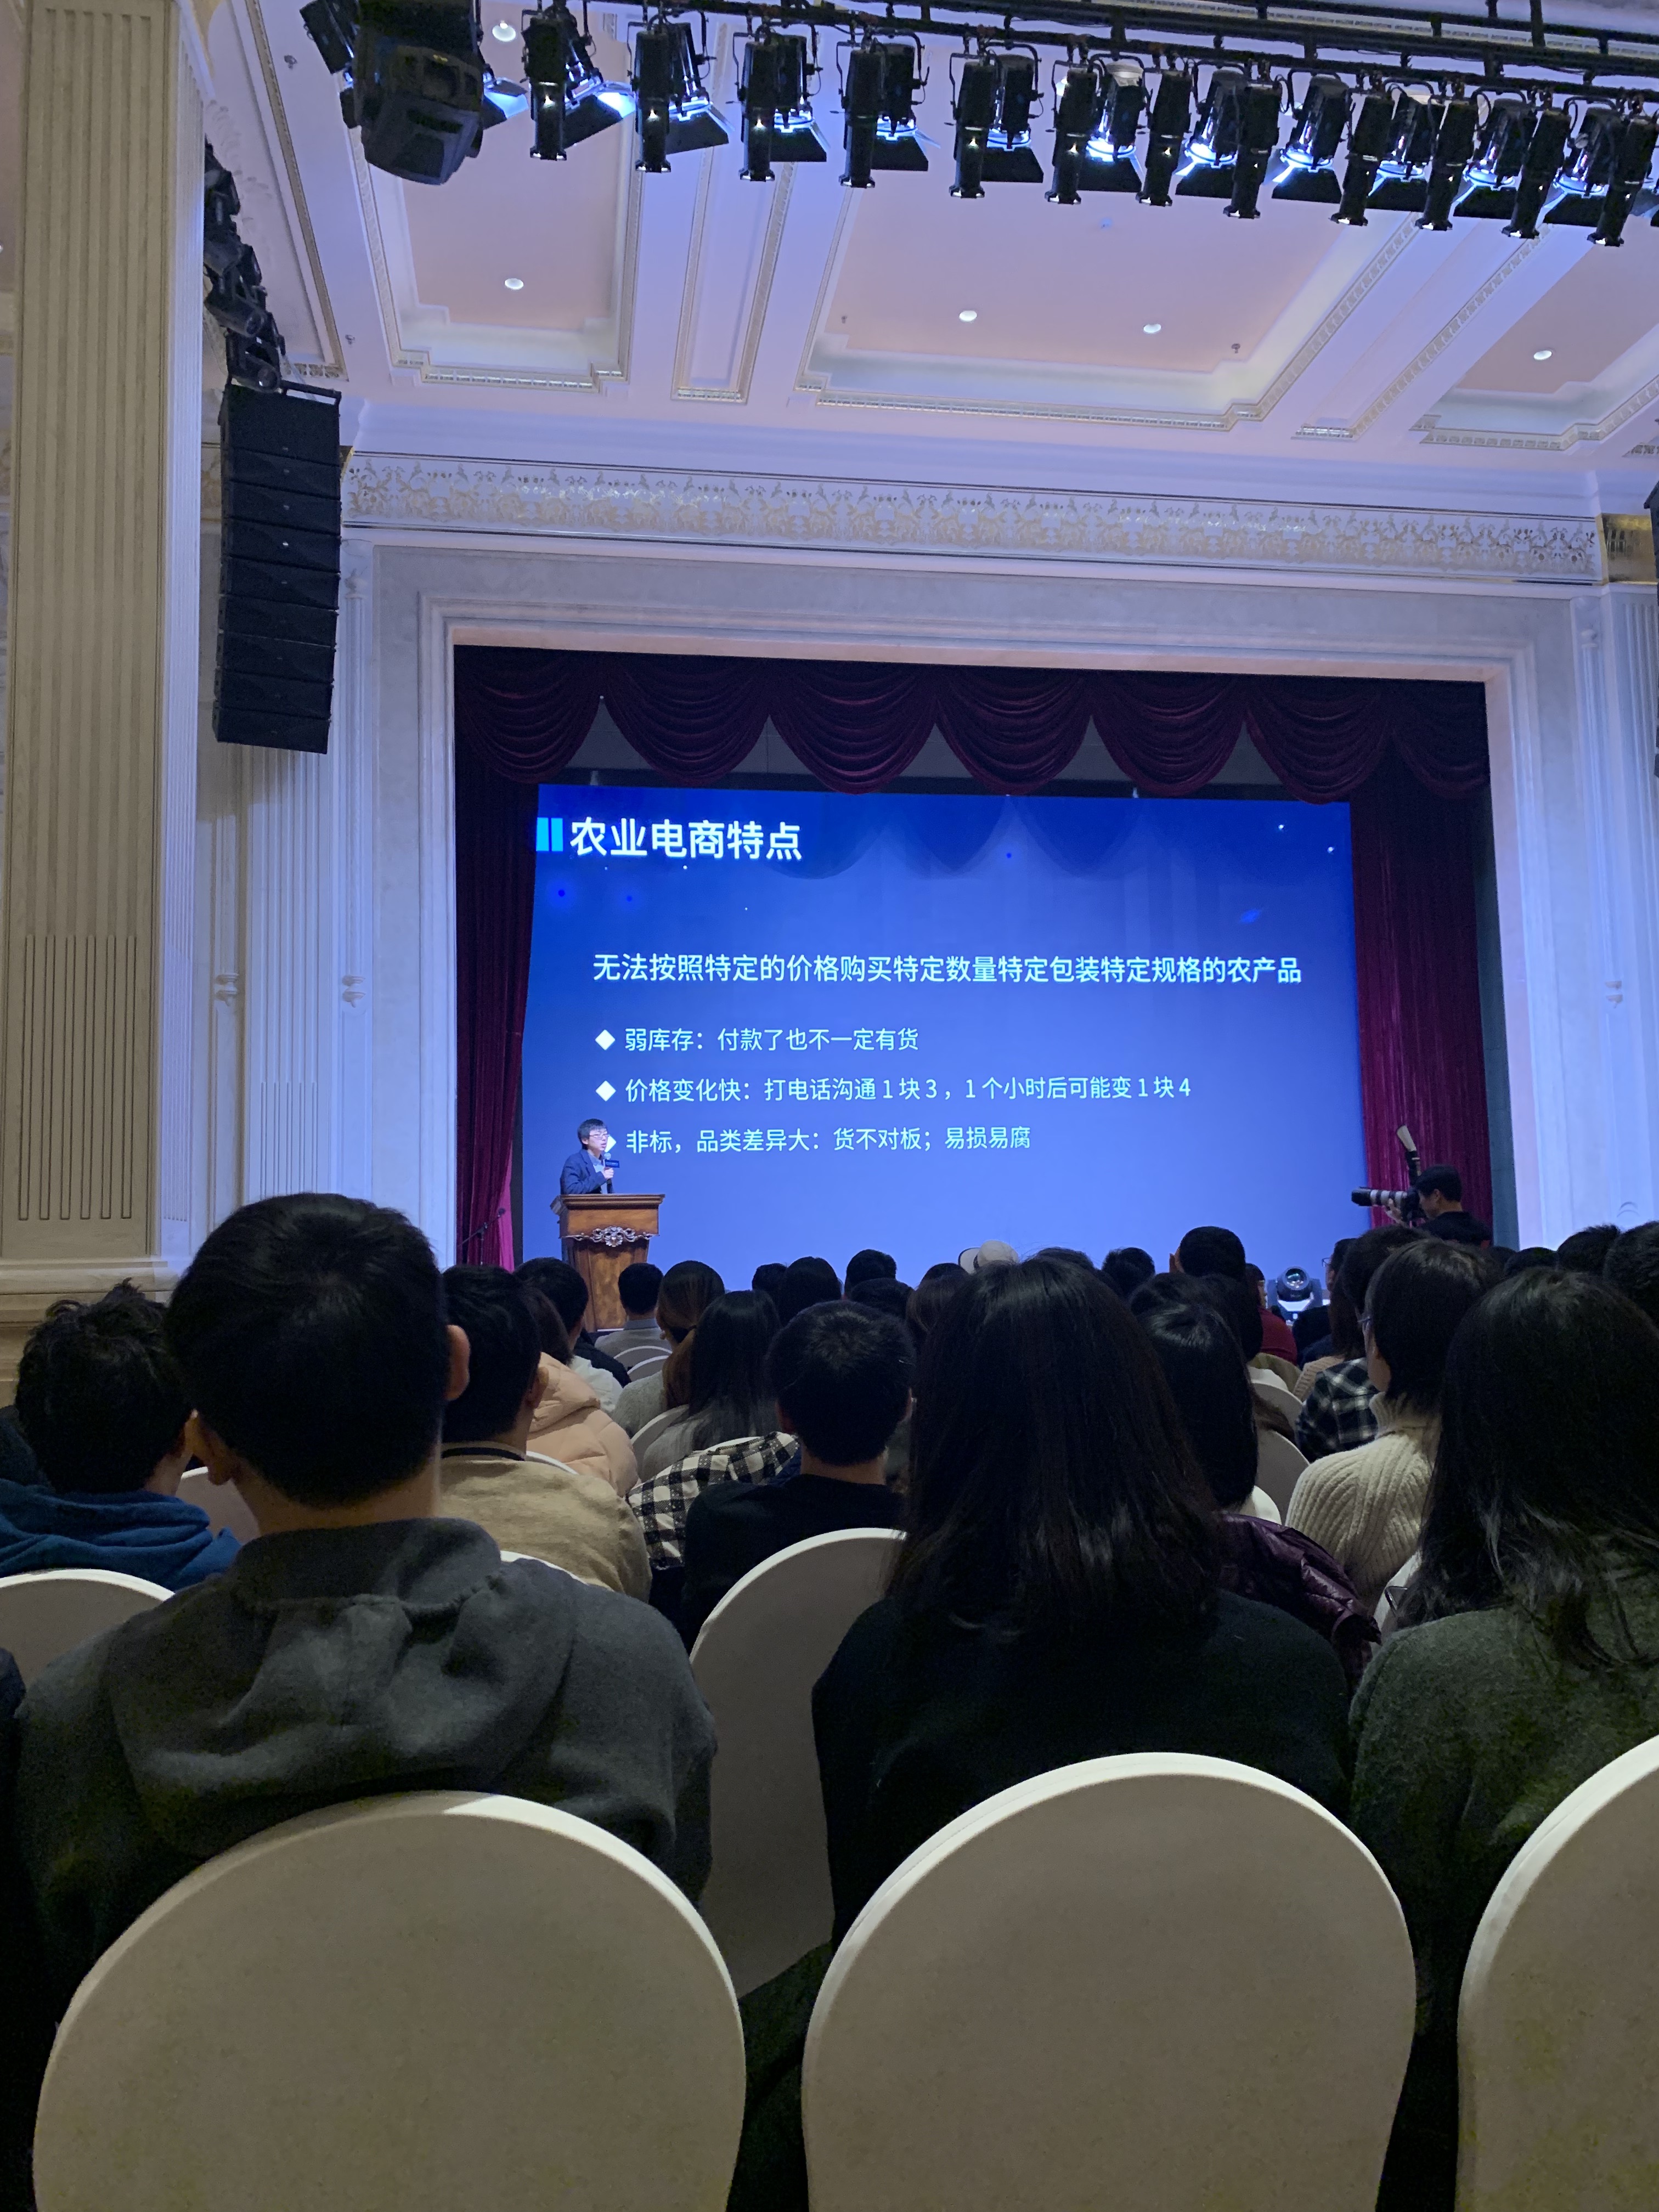 农业电商特点
无法按照特定的价格购买特定数量特定包装特定规格的农产品
弱库存：付款了也不一定有货
价格变化快：打电话沟通1块3，1个小时后可能变1块4
非标，品类差异大：货不对板；易损易腐